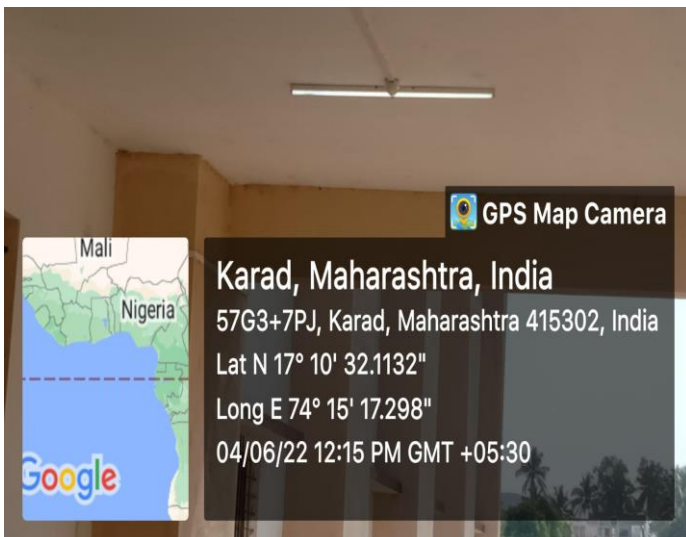 GPS Map Camera
Mali
Nigeria
Google
Karad, Maharashtra, India
57G3+7PJ, Karad, Maharashtra 415302, India
Lat N 17° 10' 32.1132"
Long E 74° 15' 17.298"
04/06/22 12:15 PM GMT +05:30